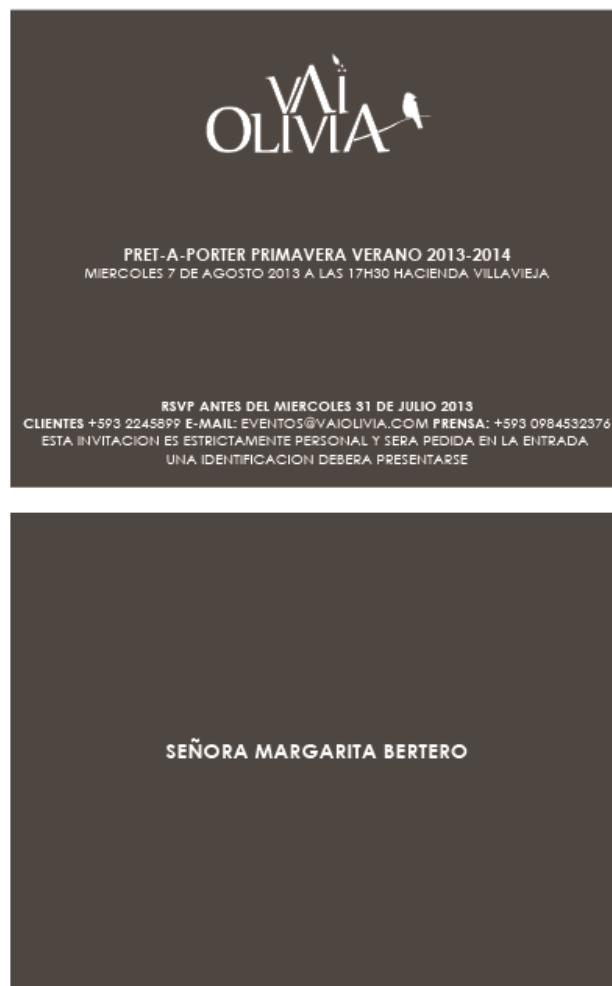 VAI
OLIVIA
PRET-A-PORTER PRIMAVERA VERANO 2013-2014
MIERCOLES 7 DE AGOSTO 2013 A LAS 17H30 HACIENDA VILLAVIEJA
RSVP ANTES DEL MIERCOLES 31 DE JULIO 2013
CLIENTES +593 2245899 E-MAIL: EVENTOS@VAIOLIVIA.COM PRENSA: +593 0984532376
ESTA INVITACION ES ESTRICTAMENTE PERSONAL Y SERA PEDIDA EN LA ENTRADA
UNA IDENTIFICACION DEBERA PRESENTARSE
SEÑORA MARGARITA BERTERO